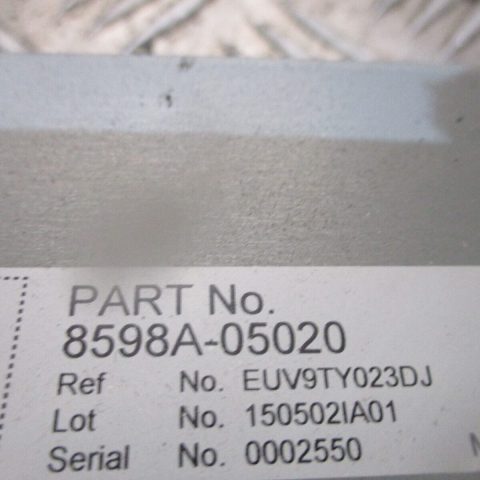 PART No.
8598A-05020
Ref No. EUV9TY023DJ
Lot No. 150502IA01
Serial No. 0002550